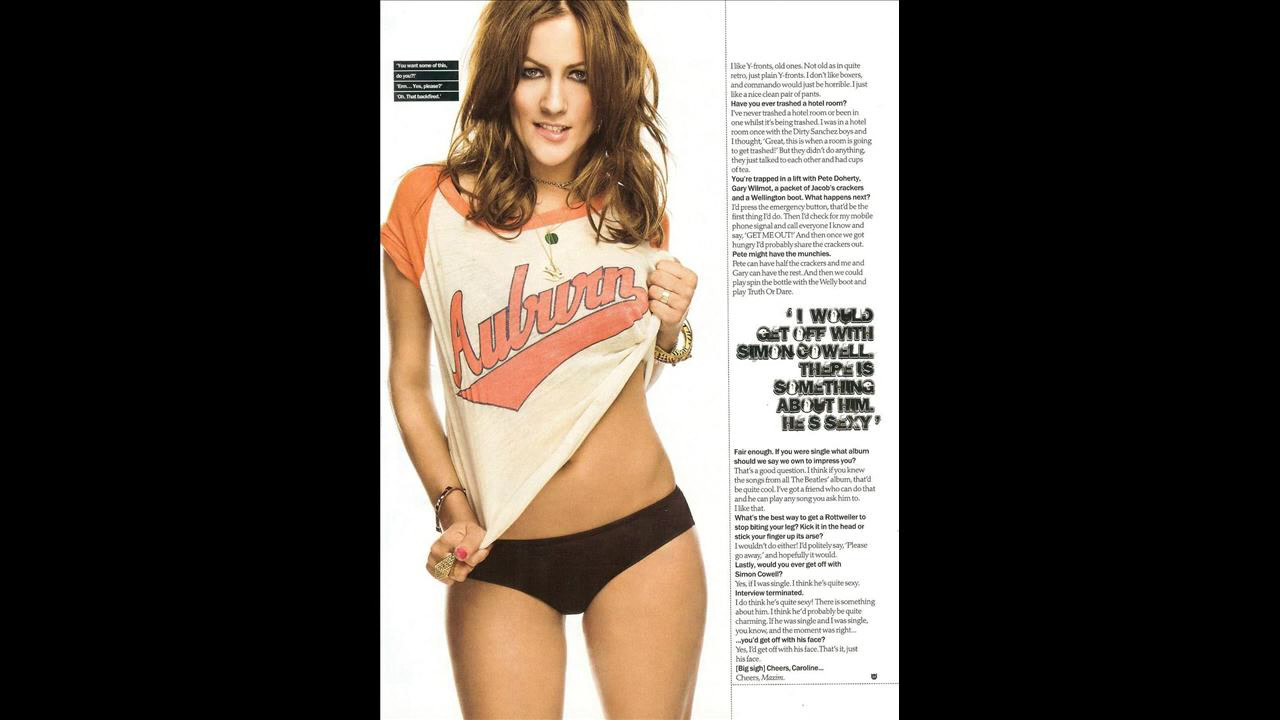 'You want some of this,
do you?!'
'Erm... Yes, please?'
'Oh. That backfired.'
Auburn
I like Y-fronts, old ones. Not old as in quite
retro, just plain Y-fronts. I don't like boxers,
and commando would just be horrible. I just
like a nice clean pair of pants.
Have you ever trashed a hotel room?
I've never trashed a hotel room or been in
one whilst it's being trashed. I was in a hotel
room once with the Dirty Sanchez boys and
I thought, 'Great, this is when a room is going
to get trashed!' But they didn't do anything,
they just talked to each other and had cups
of tea.
You're trapped in a lift with Pete Doherty,
Gary Wilmot, a packet of Jacob's crackers
and a Wellington boot. What happens next?
I'd press the emergency button, that'd be the
first thing I'd do. Then I'd check for my mobile
phone signal and call everyone I know and
say, 'GET ME OUT!' And then once we got
hungry I'd probably share the crackers out.
Pete might have the munchies.
Pete can have half the crackers and me and
Gary can have the rest. And then we could
play spin the bottle with the Welly boot and
play Truth Or Dare.
' I WOULD
GET OFF WITH
SIMON COWELL.
THERE IS
SOMETHING
ABOUT HIM.
HE'S SEXY '
Fair enough. If you were single what album
should we say we own to impress you?
That's a good question. I think if you knew
the songs from all The Beatles' album, that'd
be quite cool. I've got a friend who can do that
and he can play any song you ask him to.
I like that.
What's the best way to get a Rottweiler to
stop biting your leg? Kick it in the head or
stick your finger up its arse?
I wouldn't do either! I'd politely say, 'Please
go away,' and hopefully it would.
Lastly, would you ever get off with
Simon Cowell?
Yes, if I was single. I think he's quite sexy.
Interview terminated.
I do think he's quite sexy! There is something
about him. I think he'd probably be quite
charming. If he was single and I was single,
you know, and the moment was right...
...you'd get off with his face?
Yes, I'd get off with his face. That's it, just
his face.
[Big sigh] Cheers, Caroline...
Cheers, Maxim.